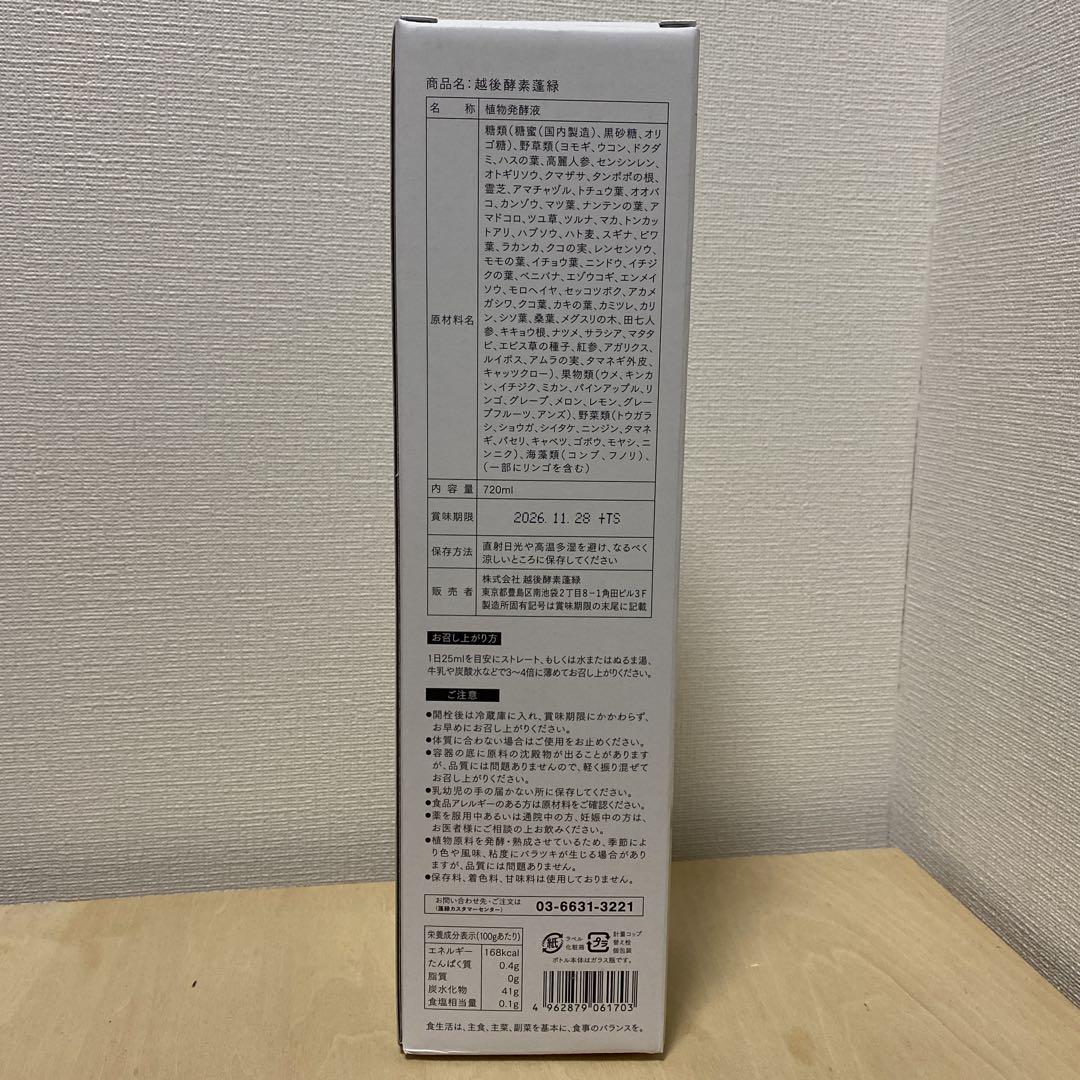 商品名：越後酵素蓬緑
名称 植物発酵液
原材料名
糖類（糖蜜（国内製造）、黒砂糖、オリ
ゴ糖）、野草類（ヨモギ、ウコン、ドクダ
ミ、ハスの葉、高麗人参、センシンレン、
オトギリソウ、クマザサ、タンポポの根、
霊芝、アマチャヅル、トチュウ葉、オオバ
コ、カンゾウ、マツ葉、ナンテンの葉、ア
マドコロ、ツユ草、ツルナ、マカ、トンカッ
トアリ、ハブソウ、ハト麦、スギナ、ビワ
葉、ラカンカ、クコの実、レンセンソウ、
モモの葉、イチョウ葉、ニンドウ、イチジ
クの葉、ベニバナ、エゾウコギ、エンメイ
ソウ、モロヘイヤ、セッコツボク、アカメ
ガシワ、クコ葉、カキの葉、カミツレ、カリ
ン、シソ葉、桑葉、メグスリの木、田七人
参、キキョウ根、ナツメ、サラシア、マタタ
ビ、エビス草の種子、紅参、アガリクス、
ルイボス、アムラの実、タマネギ外皮、
キャッツクロー）、果物類（ウメ、キンカ
ン、イチジク、ミカン、パインアップル、リ
ンゴ、グレープ、メロン、レモン、グレー
プフルーツ、アンズ）、野菜類（トウガラ
シ、ショウガ、シイタケ、ニンジン、タマネ
ギ、パセリ、キャベツ、ゴボウ、モヤシ、ニ
ンニク）、海藻類（コンブ、フノリ）、
（一部にリンゴを含む）
内容量 720ml
賞味期限 2026.11.28 +TS
保存方法 直射日光や高温多湿を避け、なるべく
涼しいところに保存してください
販売者 株式会社 越後酵素蓬緑
東京都豊島区南池袋2丁目8-1角田ビル3F
製造所固有記号は賞味期限の末尾に記載
お召し上がり方
1日25mlを目安にストレート、もしくは水またはぬるま湯、
牛乳や炭酸水などで3〜4倍に薄めてお召し上がりください。
ご注意
●開栓後は冷蔵庫に入れ、賞味期限にかかわらず、
お早めにお召し上がりください。
●体質に合わない場合はご使用をお止めください。
●容器の底に原料の沈殿物が出ることがあります
が、品質には問題ありませんので、軽く振り混ぜて
お召し上がりください。
●乳幼児の手の届かない所に保存してください。
●食品アレルギーのある方は原材料をご確認ください。
●薬を服用中あるいは通院中の方、妊娠中の方は、
お医者様にご相談の上お飲みください。
●植物原料を発酵・熟成させているため、季節によ
り色や風味、粘度にバラツキが生じる場合があり
ますが、品質には問題ありません。
●保存料、着色料、甘味料は使用しておりません。
お問い合わせ先・ご注文は
（蓬緑カスタマーセンター） 03-6631-3221
栄養成分表示（100gあたり）
エネルギー 168kcal
たんぱく質 0.4g
脂質 0g
炭水化物 41g
食塩相当量 0.1g
紙 ラベル
化粧箱
プラ 計量コップ
替え栓
個包装
ボトル本体はガラス瓶です。
4 962879 061703
食生活は、主食、主菜、副菜を基本に、食事のバランスを。